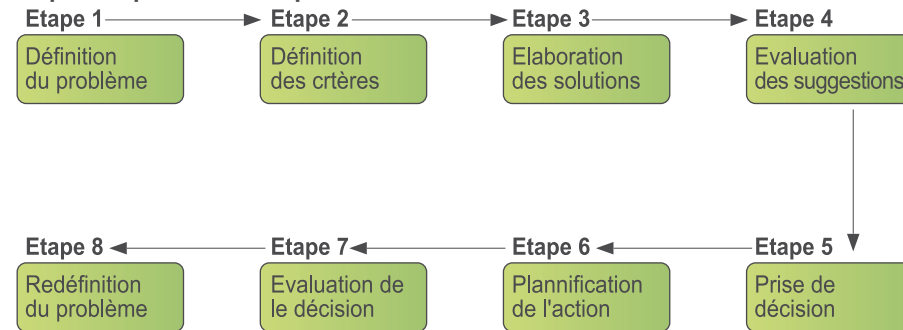 Etape 1
Etape 2
Etape 3
Etape 4
Définition
du problème
Définition
des crtères
Elaboration
des solutions
Evaluation
des suggestions
Etape 8
Etape 7
Etape 6
Etape 5
Redéfinition
du problème
Evaluation de
le décision
Plannification
de l'action
Prise de
décision